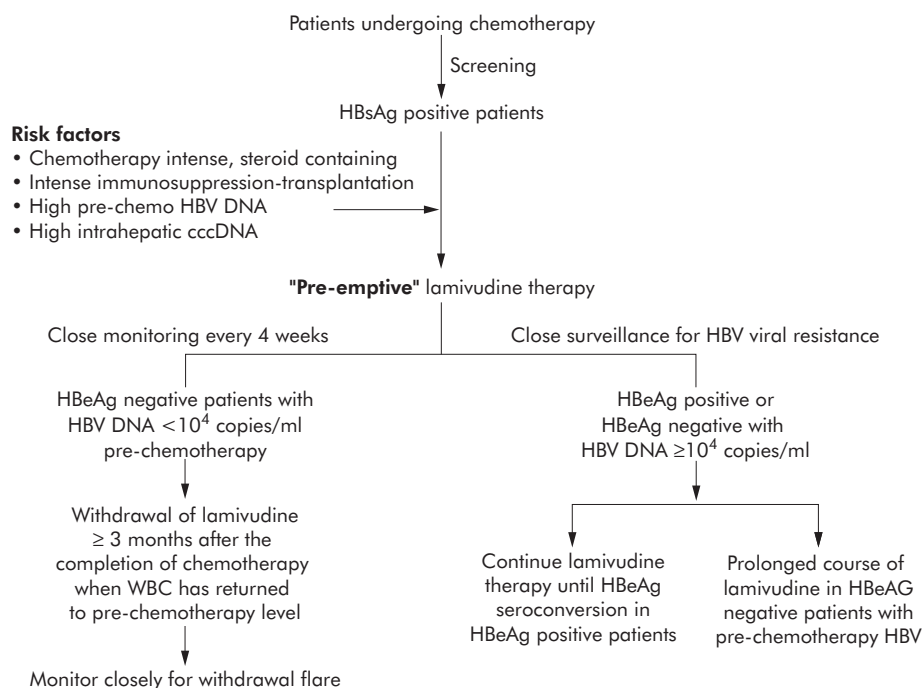 Patients undergoing chemotherapy
Screening
HBsAg positive patients
Risk factors
• Chemotherapy intense, steroid containing
• Intense immunosuppression-transplantation
• High pre-chemo HBV DNA
• High intrahepatic cccDNA
"Pre-emptive" lamivudine therapy
Close monitoring every 4 weeks
Close surveillance for HBV viral resistance
HBeAg negative patients with
HBV DNA <10⁴ copies/ml
pre-chemotherapy
HBeAg positive or
HBeAg negative with
HBV DNA ≥10⁴ copies/ml
Withdrawal of lamivudine
≥ 3 months after the
completion of chemotherapy
when WBC has returned
to pre-chemotherapy level
Continue lamivudine
therapy until HBeAg
seroconversion in
HBeAg positive patients
Prolonged course of
lamivudine in HBeAG
negative patients with
pre-chemotherapy HBV
Monitor closely for withdrawal flare